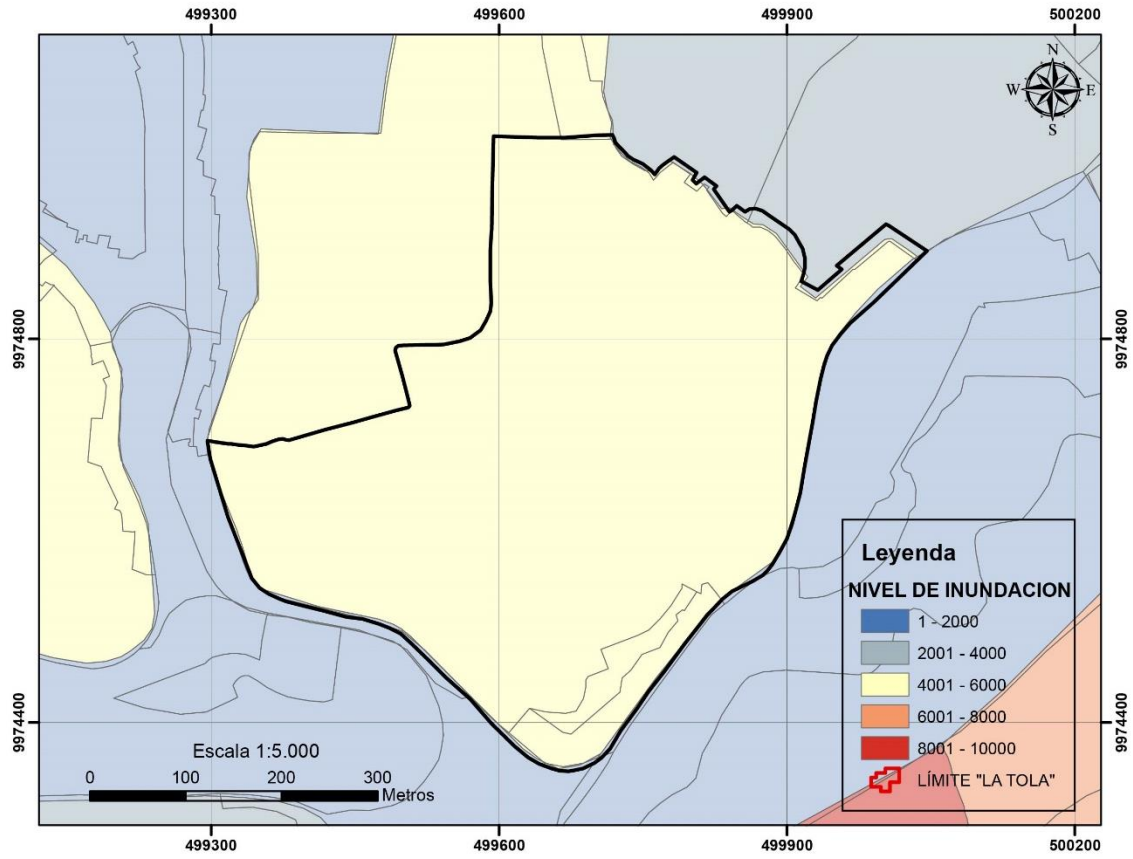 499300 499600 499900 500200
N
W E
S
9974800 9974800
Leyenda
NIVEL DE INUNDACION
1 - 2000
2001 - 4000
4001 - 6000
6001 - 8000
8001 - 10000
LÍMITE "LA TOLA"
9974400 9974400
Escala 1:5.000
0 100 200 300
Metros
499300 499600 499900 500200